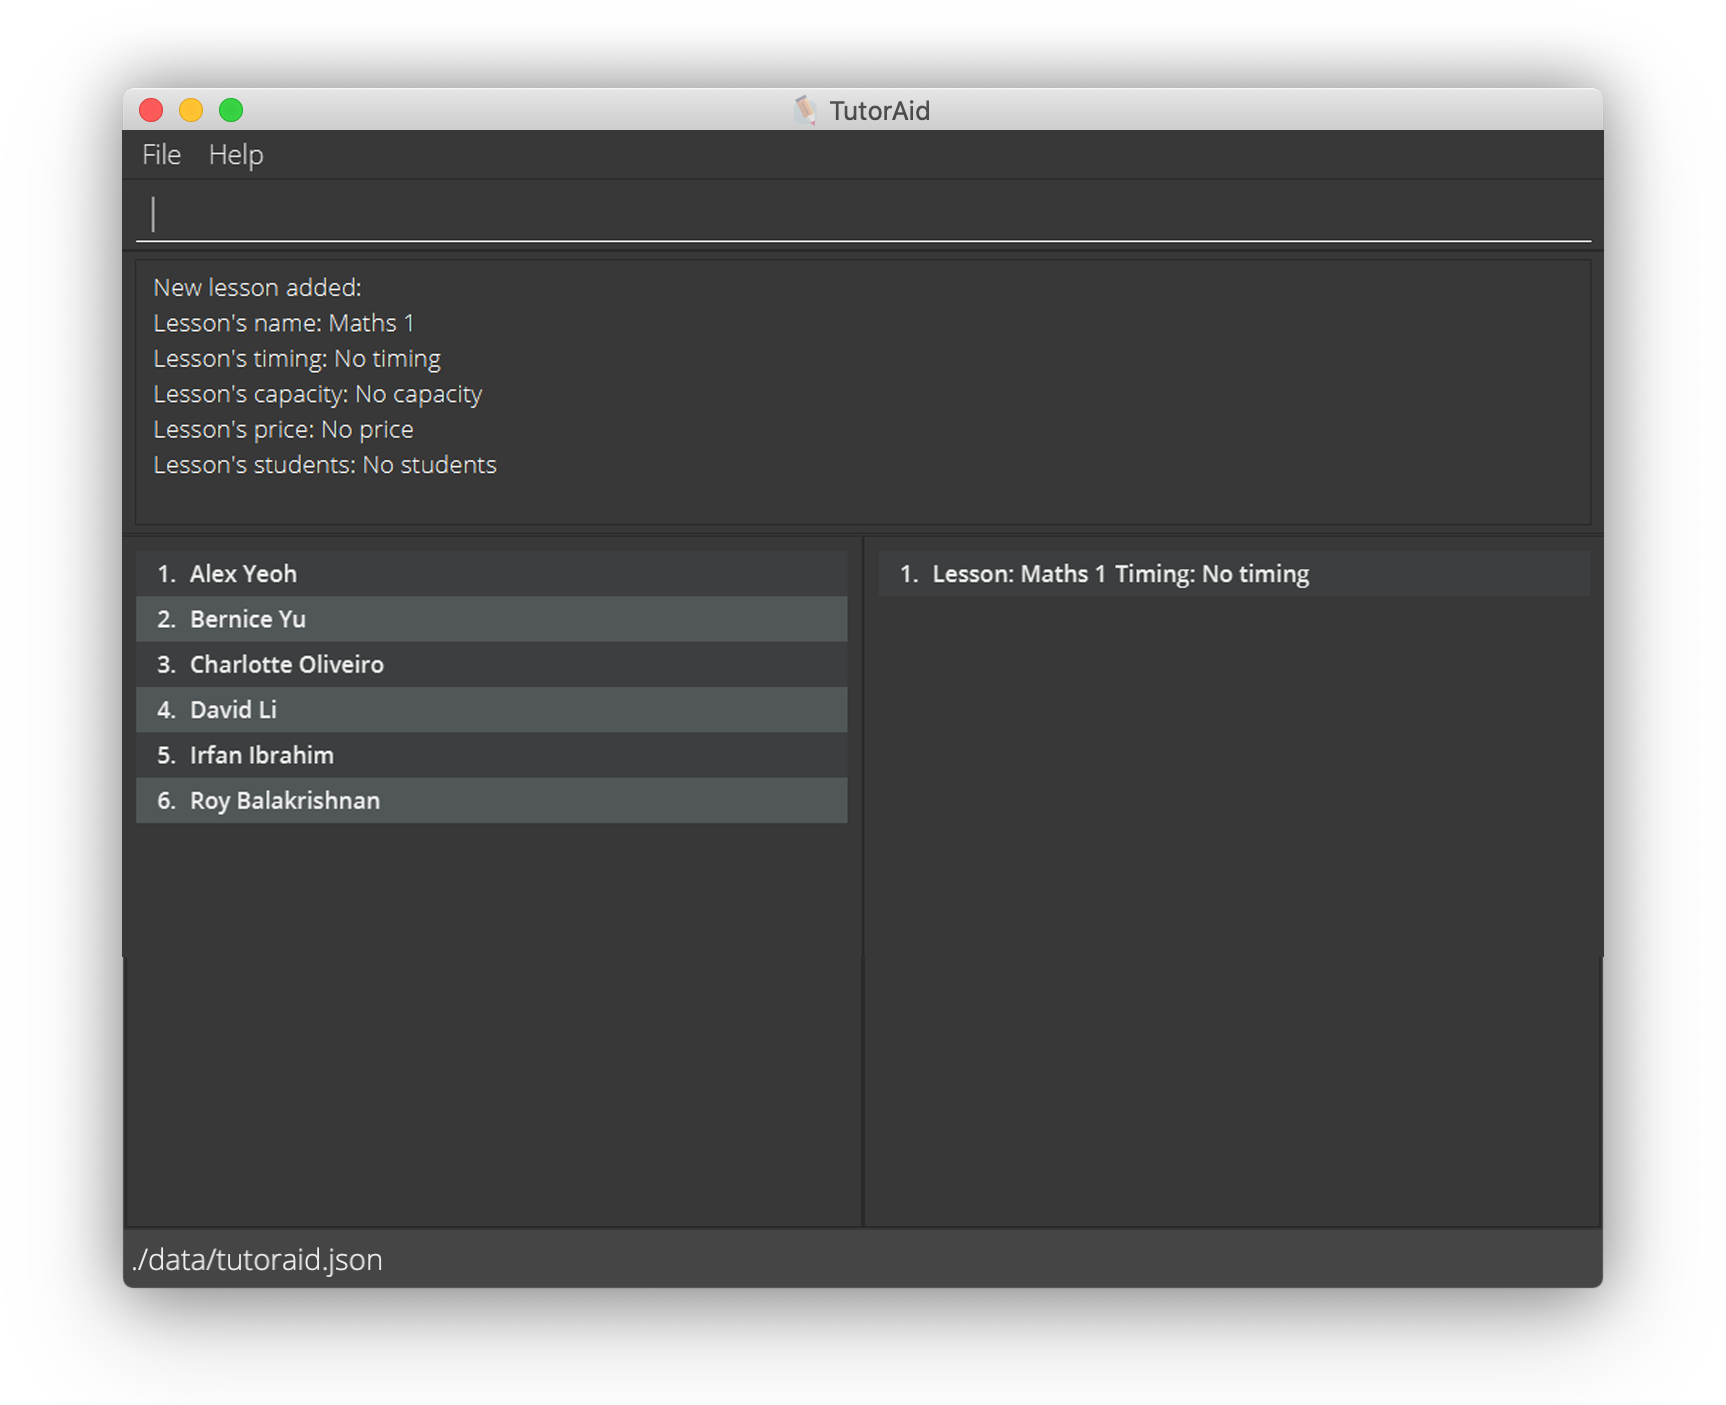 TutorAid
File Help
New lesson added:
Lesson's name: Maths 1
Lesson's timing: No timing
Lesson's capacity: No capacity
Lesson's price: No price
Lesson's students: No students
1. Alex Yeoh
2. Bernice Yu
3. Charlotte Oliveiro
4. David Li
5. Irfan Ibrahim
6. Roy Balakrishnan
1. Lesson: Maths 1 Timing: No timing
./data/tutoraid.json